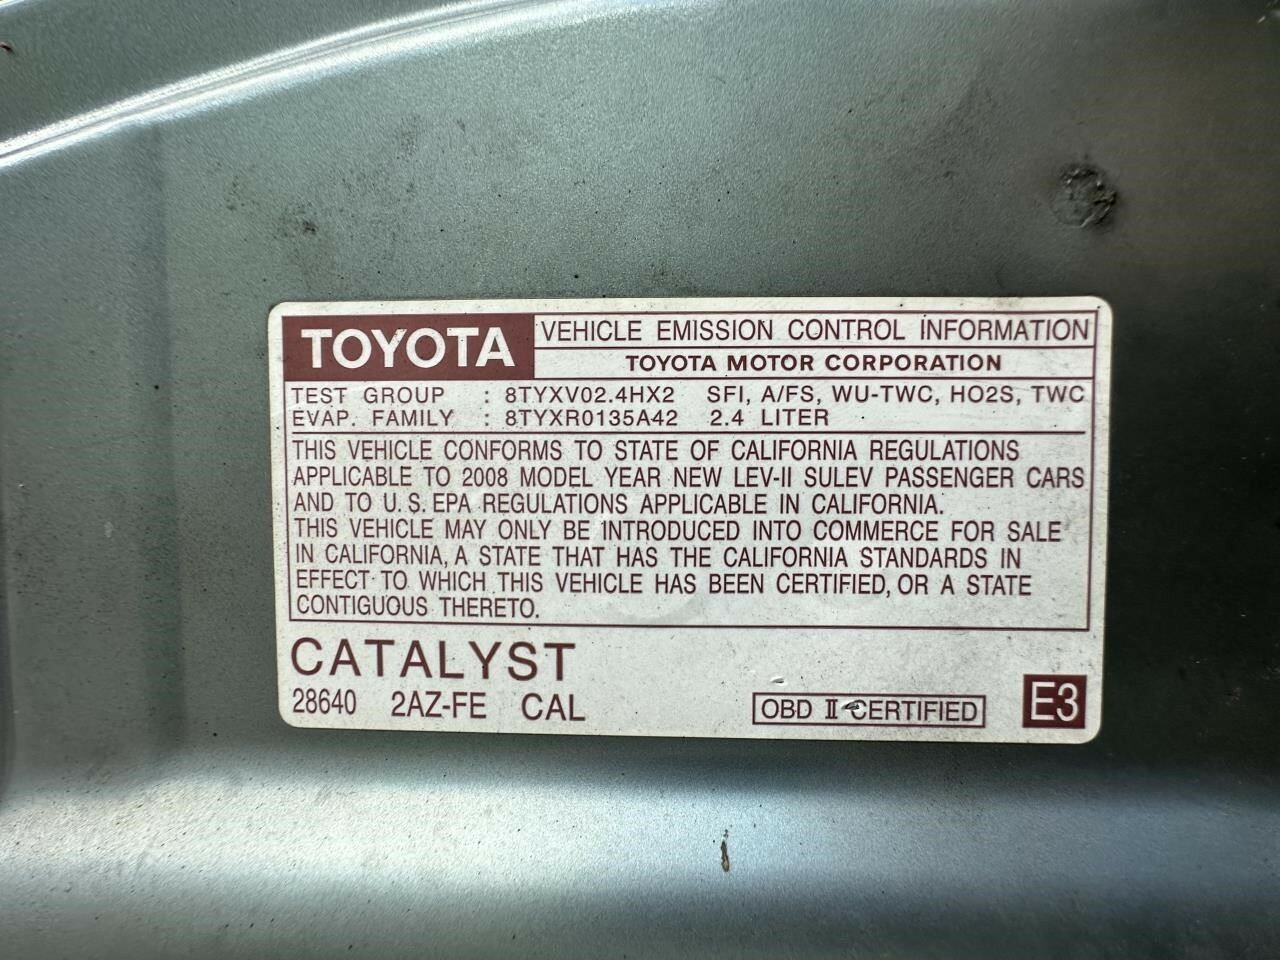 TOYOTA VEHICLE EMISSION CONTROL INFORMATION
TOYOTA MOTOR CORPORATION
TEST GROUP : 8TYXV02.4HX2 SFI, A/FS, WU-TWC, HO2S, TWC
EVAP. FAMILY : 8TYXR0135A42 2.4 LITER
THIS VEHICLE CONFORMS TO STATE OF CALIFORNIA REGULATIONS
APPLICABLE TO 2008 MODEL YEAR NEW LEV-II SULEV PASSENGER CARS
AND TO U.S. EPA REGULATIONS APPLICABLE IN CALIFORNIA.
THIS VEHICLE MAY ONLY BE INTRODUCED INTO COMMERCE FOR SALE
IN CALIFORNIA, A STATE THAT HAS THE CALIFORNIA STANDARDS IN
EFFECT TO WHICH THIS VEHICLE HAS BEEN CERTIFIED, OR A STATE
CONTIGUOUS THERETO.
CATALYST
28640 2AZ-FE CAL OBD II CERTIFIED E3